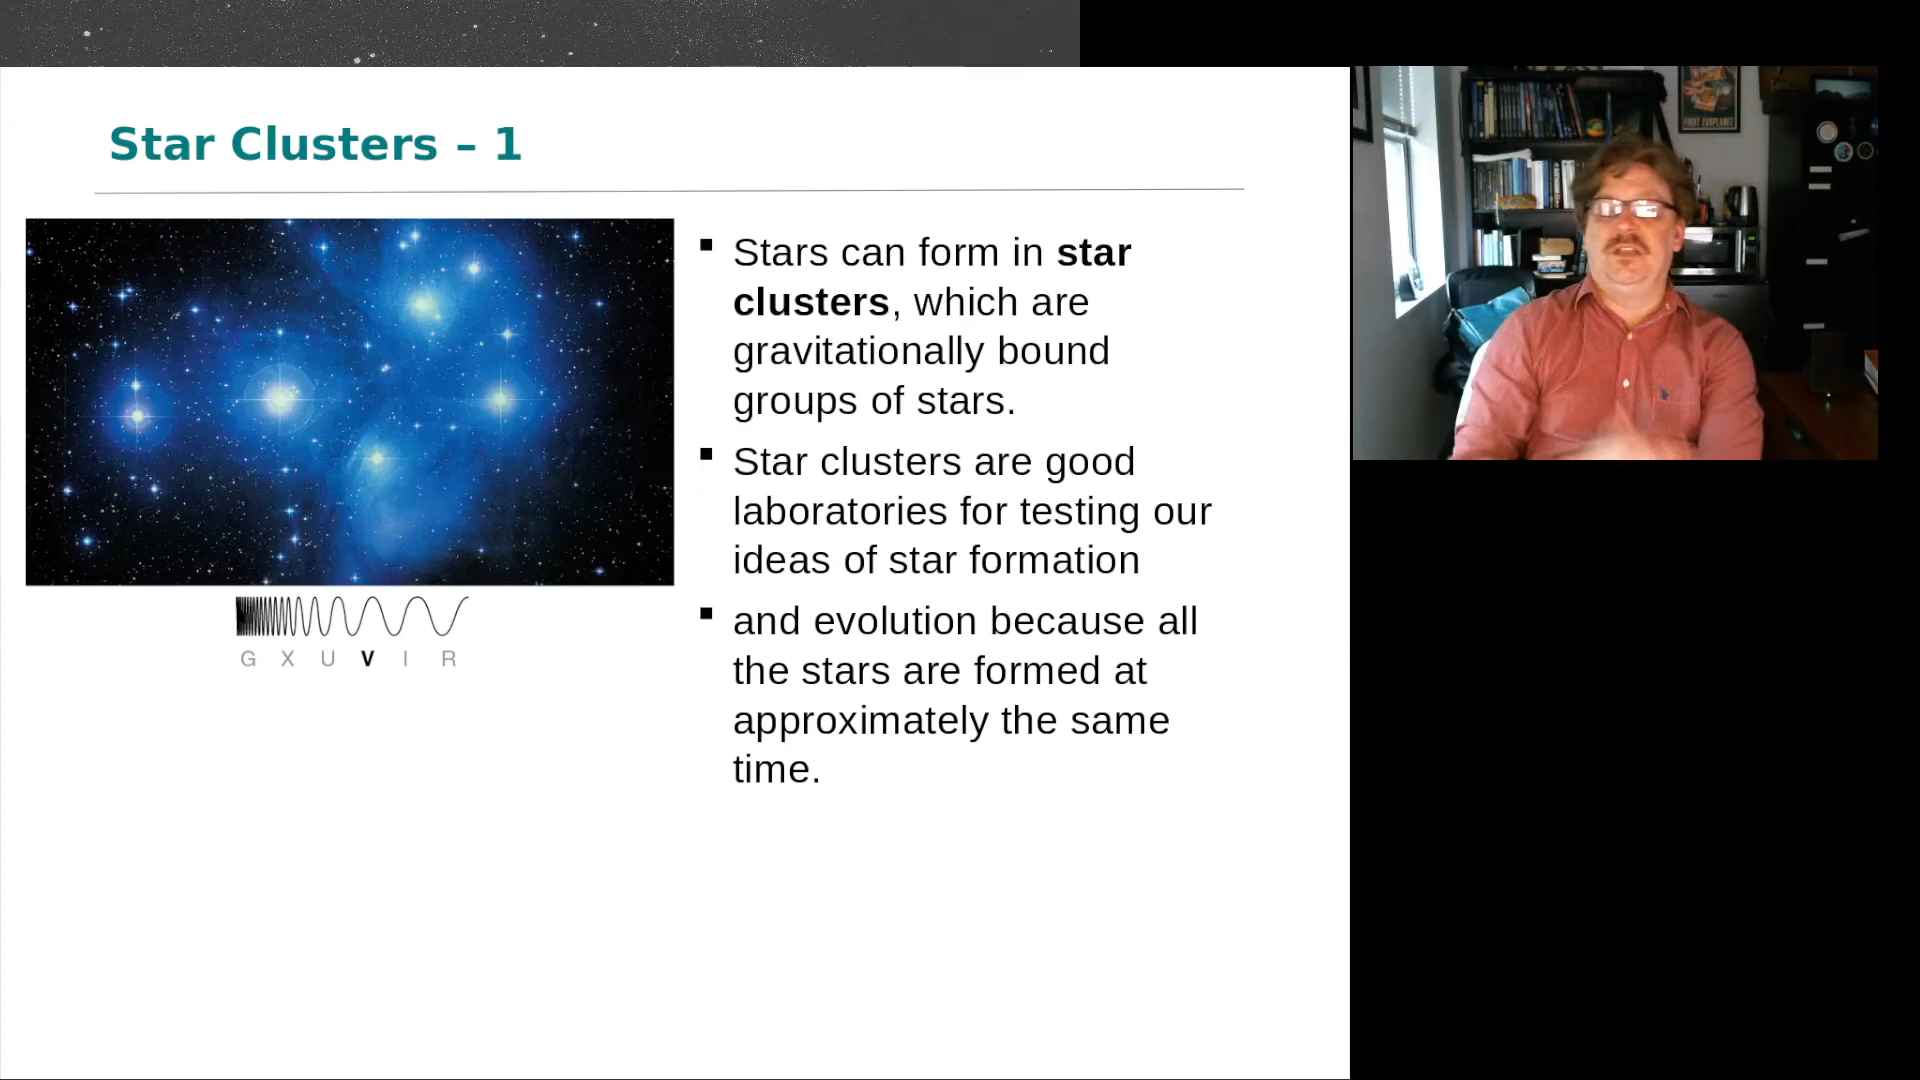 Star Clusters – 1
Stars can form in star
clusters, which are
gravitationally bound
groups of stars.
Star clusters are good
laboratories for testing our
ideas of star formation
and evolution because all
the stars are formed at
approximately the same
time.
G X U V I R
FIRST EXOPLANET